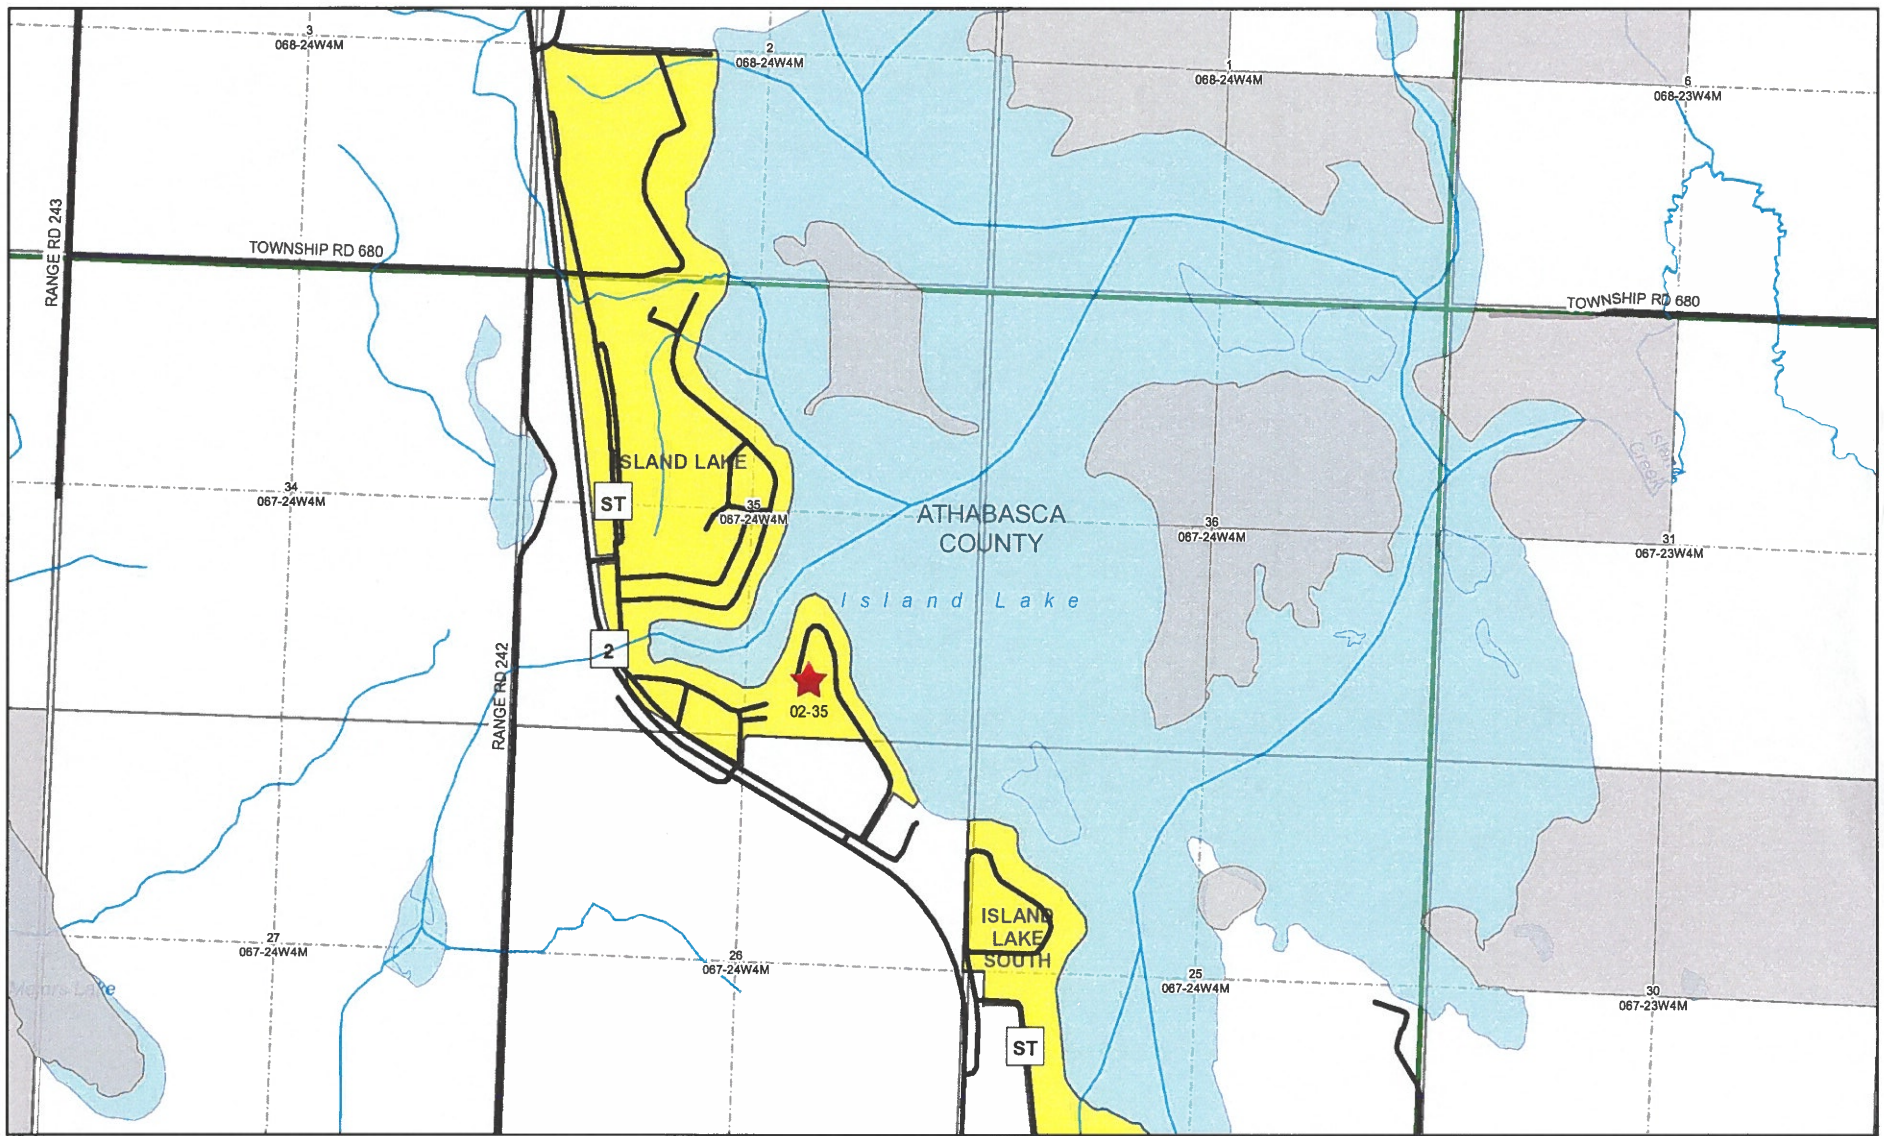 3
068-24W4M
2
068-24W4M
1
068-24W4M
6
068-23W4M
RANGE RD 243
TOWNSHIP RD 680
TOWNSHIP RD 680
ISLAND LAKE
34
067-24W4M
ST
35
067-24W4M
ATHABASCA
COUNTY
36
067-24W4M
Island
Creek
31
067-23W4M
Island Lake
2
RANGE RD 242
02-35
ISLAND
LAKE
SOUTH
27
067-24W4M
26
067-24W4M
25
067-24W4M
30
067-23W4M
Lake
ST